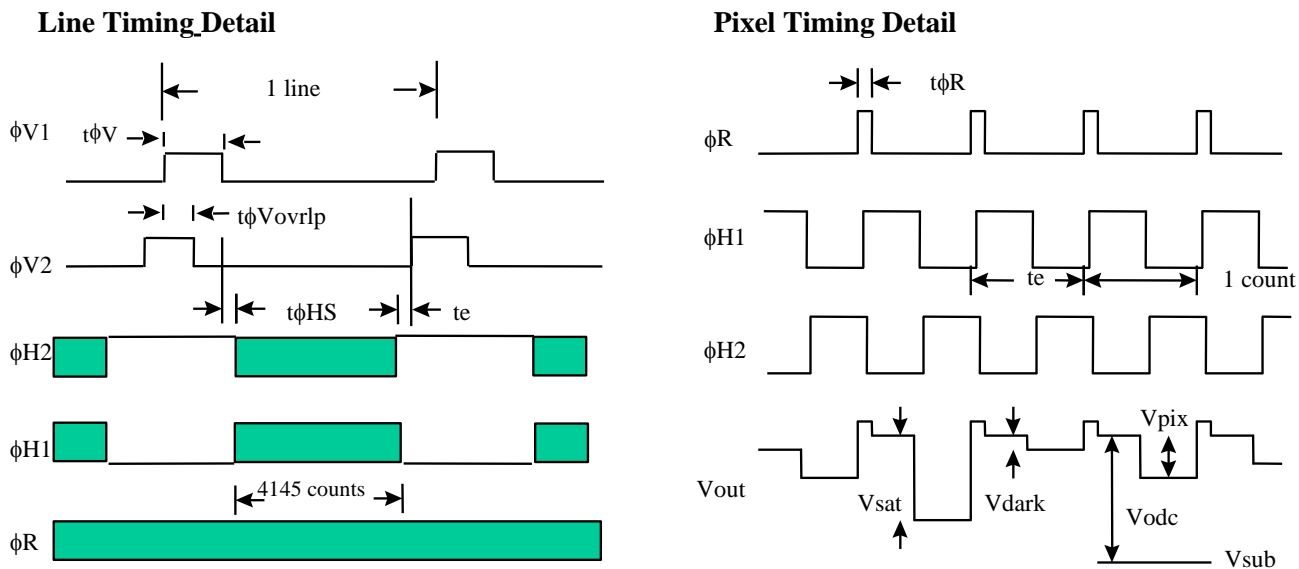 Line Timing Detail
1 line
ϕV1
tϕV
tϕVovrlp
ϕV2
tϕHS
te
ϕH2
ϕH1
4145 counts
ϕR
Pixel Timing Detail
tϕR
ϕR
ϕH1
te
1 count
ϕH2
Vpix
Vout
Vsat
Vdark
Vodc
Vsub